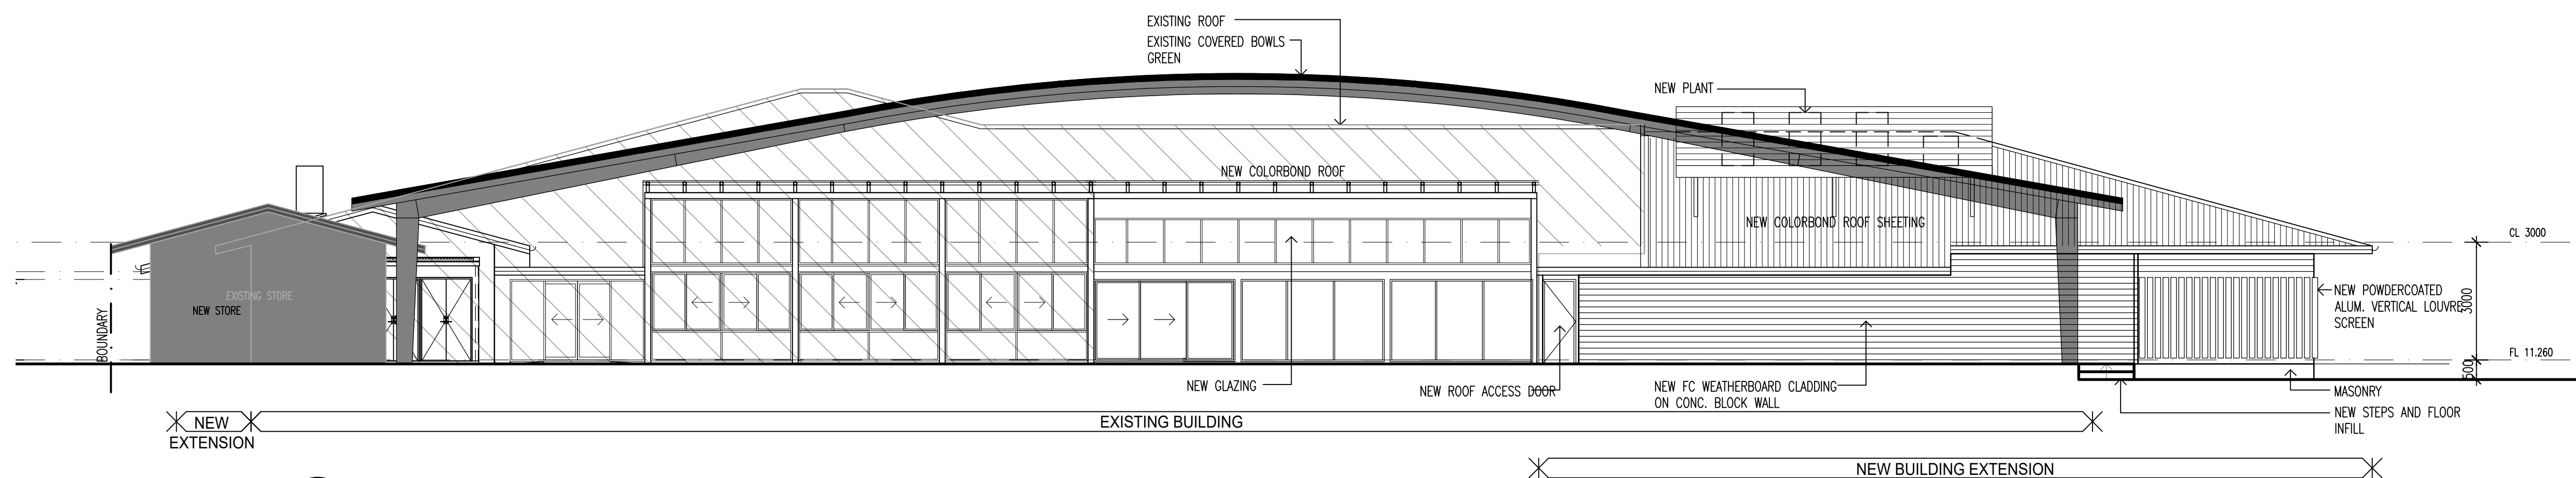 EXISTING ROOF
EXISTING COVERED BOWLS
GREEN
NEW PLANT
NEW COLORBOND ROOF
NEW COLORBOND ROOF SHEETING
CL 3000
EXISTING STORE
NEW STORE
BOUNDARY
NEW POWDERCOATED
ALUM. VERTICAL LOUVRE
SCREEN
3000
FL 11.260
500
NEW GLAZING
NEW ROOF ACCESS DOOR
NEW FC WEATHERBOARD CLADDING
ON CONC. BLOCK WALL
MASONRY
NEW STEPS AND FLOOR
INFILL
NEW
EXTENSION
EXISTING BUILDING
NEW BUILDING EXTENSION